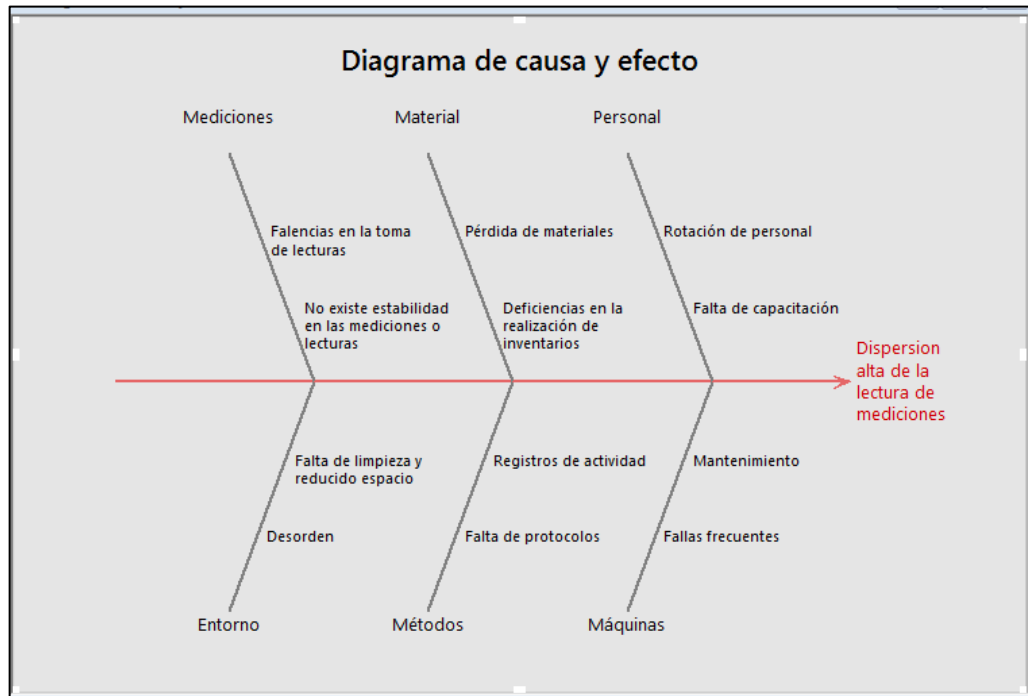 Diagrama de causa y efecto
Mediciones
Material
Personal
Falencias en la toma
de lecturas
Pérdida de materiales
Rotación de personal
No existe estabilidad
en las mediciones o
lecturas
Deficiencias en la
realización de
inventarios
Falta de capacitación
Dispersion
alta de la
lectura de
mediciones
Falta de limpieza y
reducido espacio
Registros de actividad
Mantenimiento
Desorden
Falta de protocolos
Fallas frecuentes
Entorno
Métodos
Máquinas